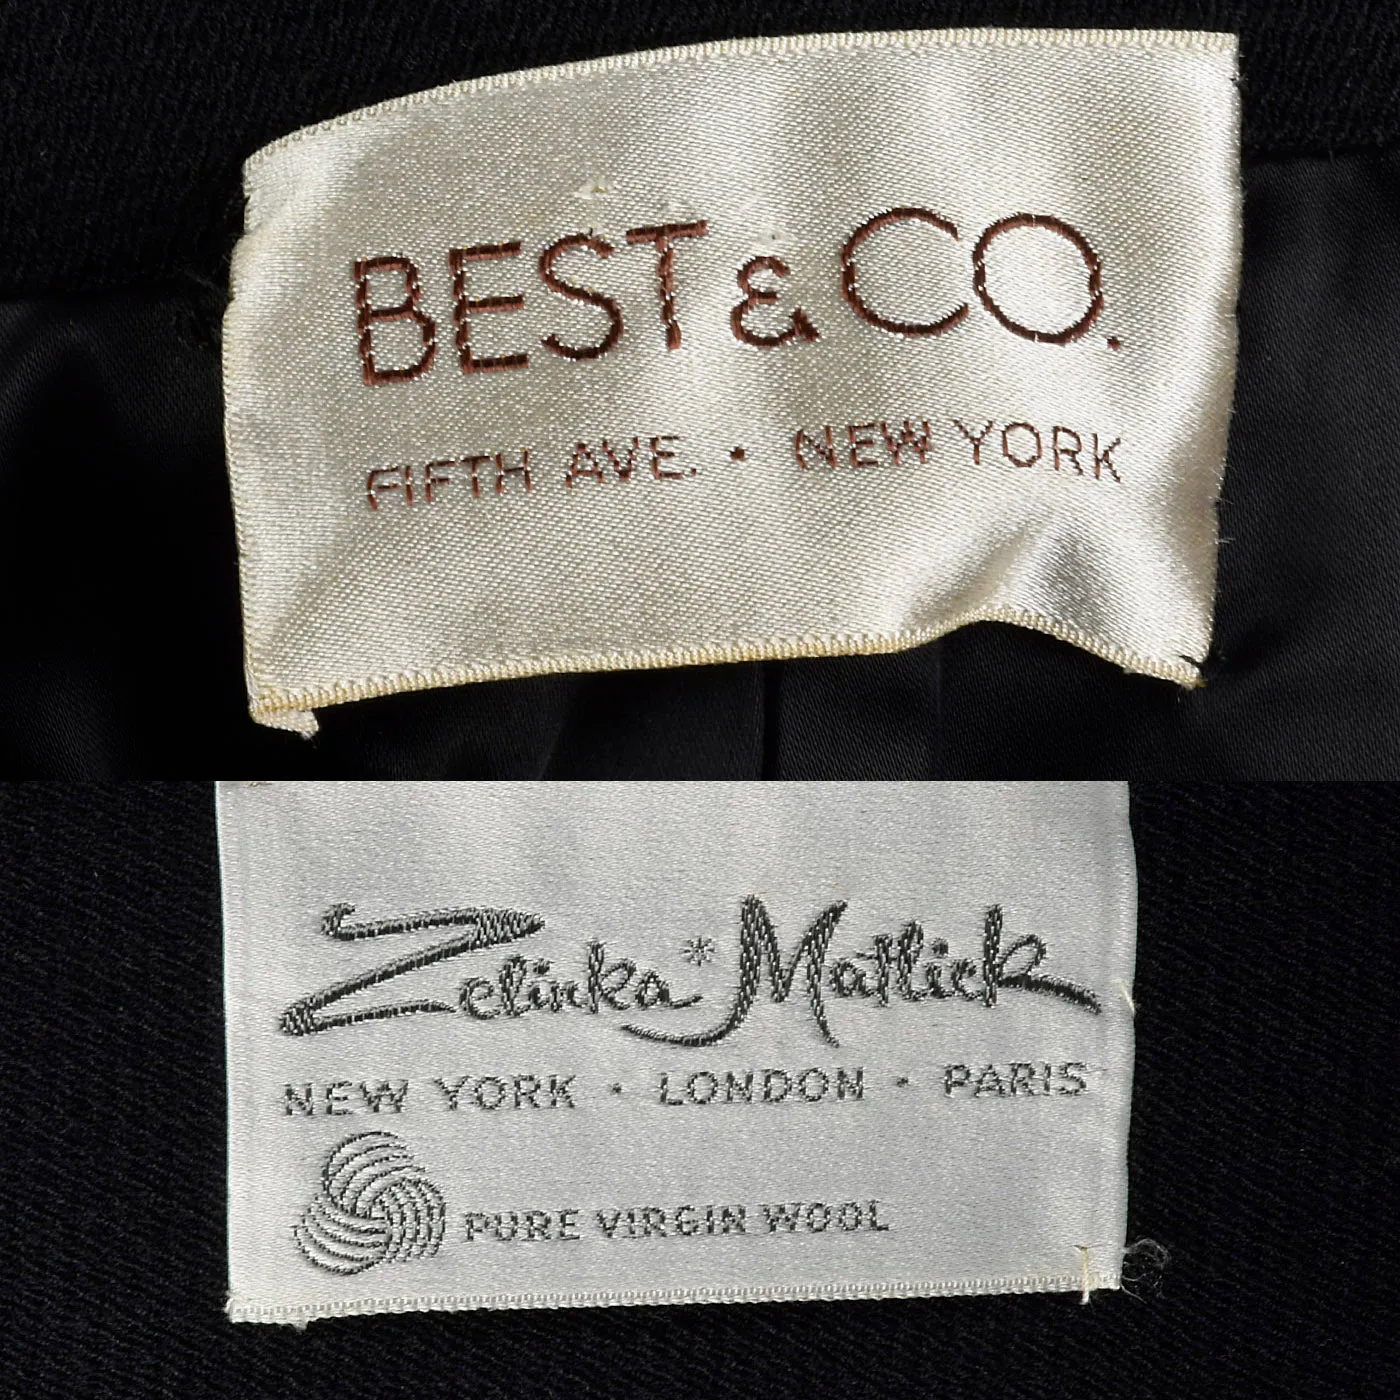 BEST & CO.
FIFTH AVE. • NEW YORK
Zelinka * Matlick
NEW YORK • LONDON • PARIS
PURE VIRGIN WOOL